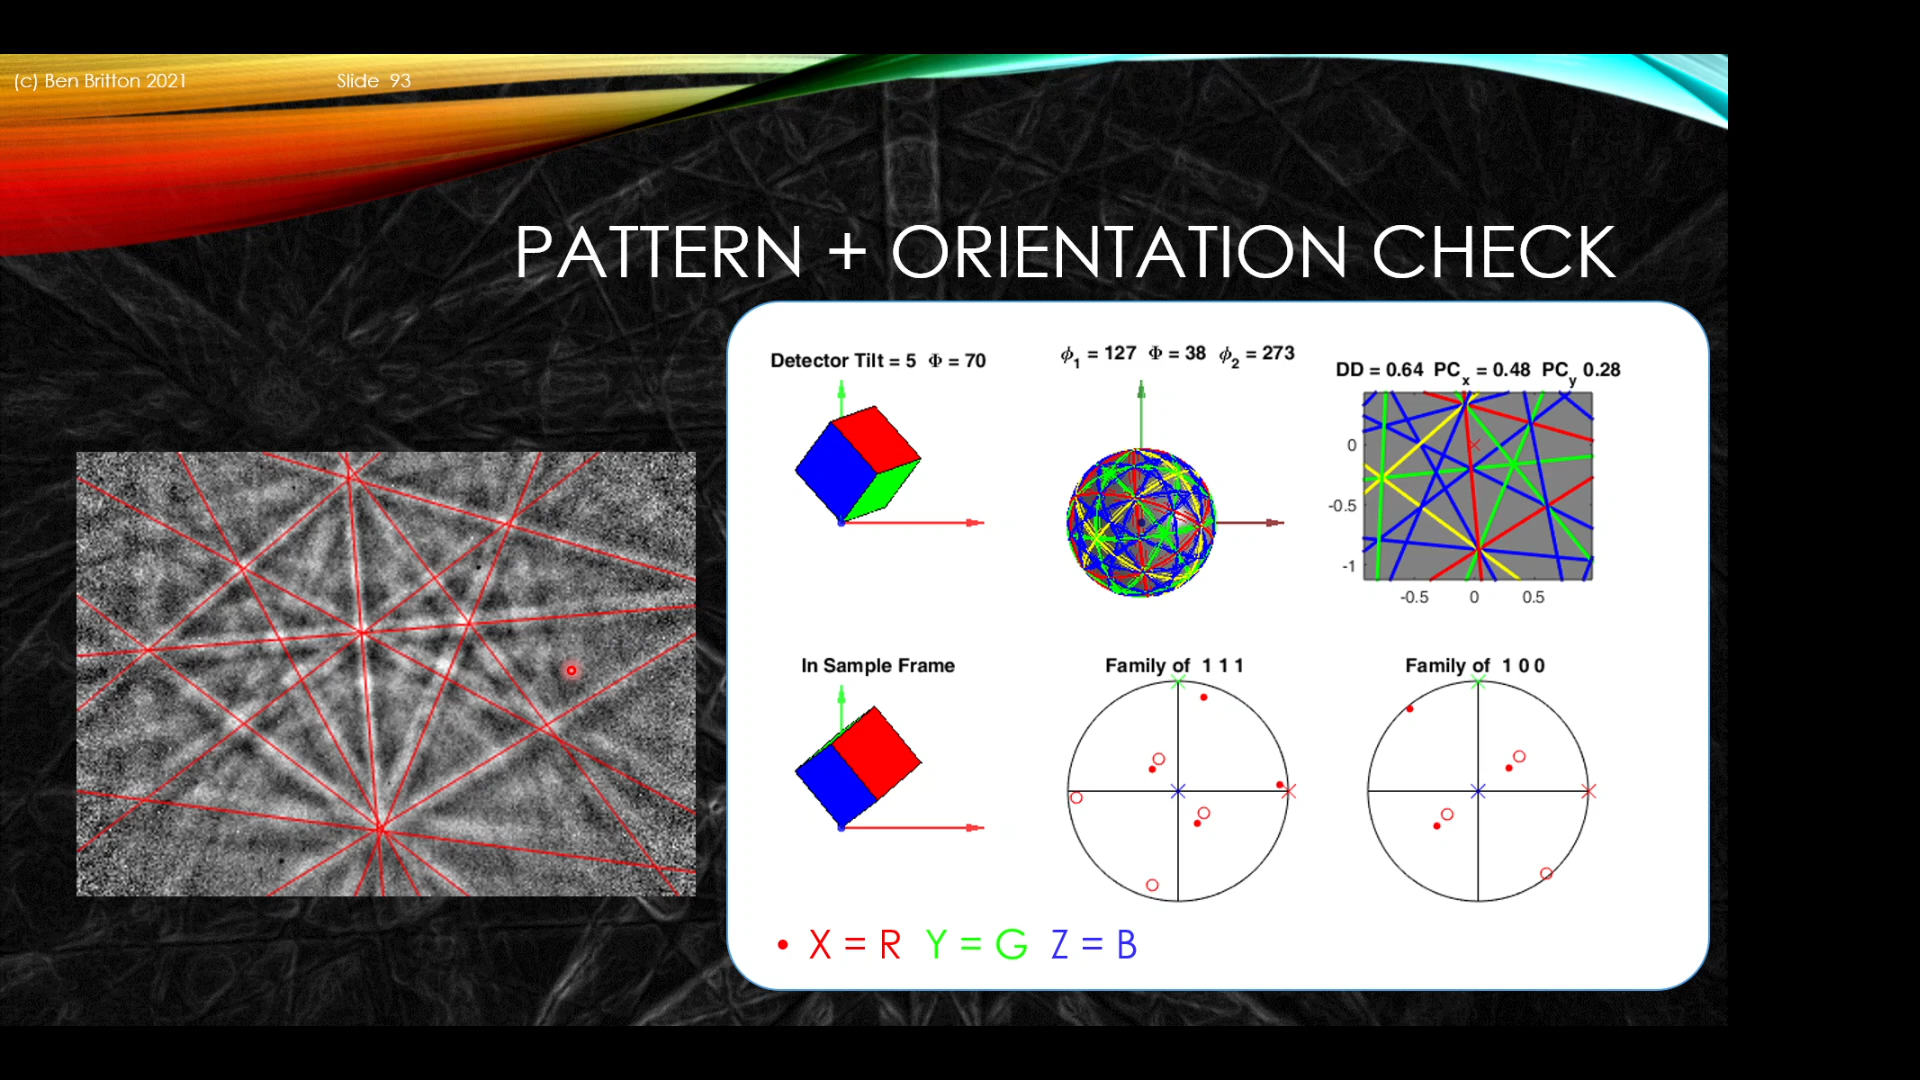 (c) Ben Britton 2021 Slide 93
PATTERN + ORIENTATION CHECK
Detector Tilt = 5 Φ = 70
ϕ1 = 127 Φ = 38 ϕ2 = 273
DD = 0.64 PCx = 0.48 PCy 0.28
0
-0.5
-1
-0.5 0 0.5
In Sample Frame
Family of 1 1 1
Family of 1 0 0
• X = R Y = G Z = B